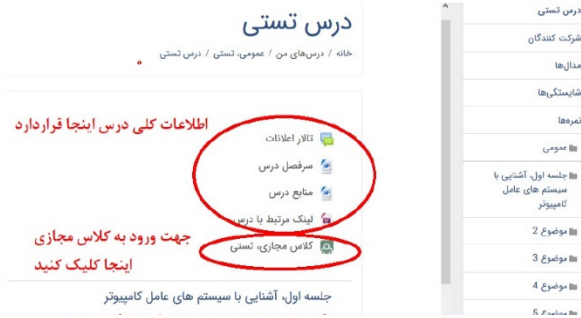 درس تستی
شرکت کنندگان
مدال‌ها
شایستگی‌ها
نمره‌ها
عمومی
جلسه اول، آشنایی با
سیستم های عامل
کامپیوتر
موضوع 2
موضوع 3
موضوع 4
موضوع 5
درس تستی
خانه / درس‌های من / عمومی، تستی / درس تستی
اطلاعات کلی درس اینجا قراردارد
تالار اعلانات
سرفصل درس
منابع درس
لینک مرتبط با درس
کلاس مجازی، تستی
جهت ورود به کلاس مجازی
اینجا کلیک کنید
جلسه اول، آشنایی با سیستم های عامل کامپیوتر